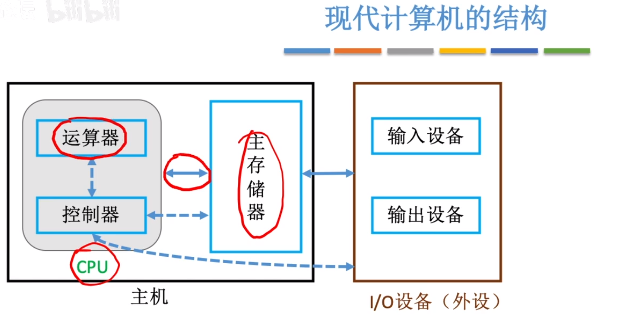 bilibili
现代计算机的结构
运算器
控制器
CPU
主存储器
输入设备
输出设备
主机
I/O设备（外设）